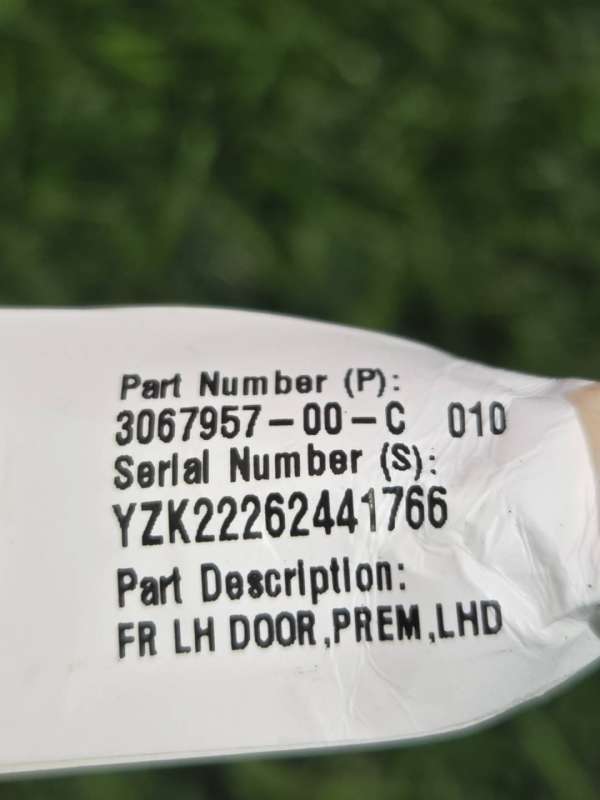 Part Number (P):
3067957-00-C 010
Serial Number (S):
YZK22262441766
Part Description:
FR LH DOOR,PREM,LHD